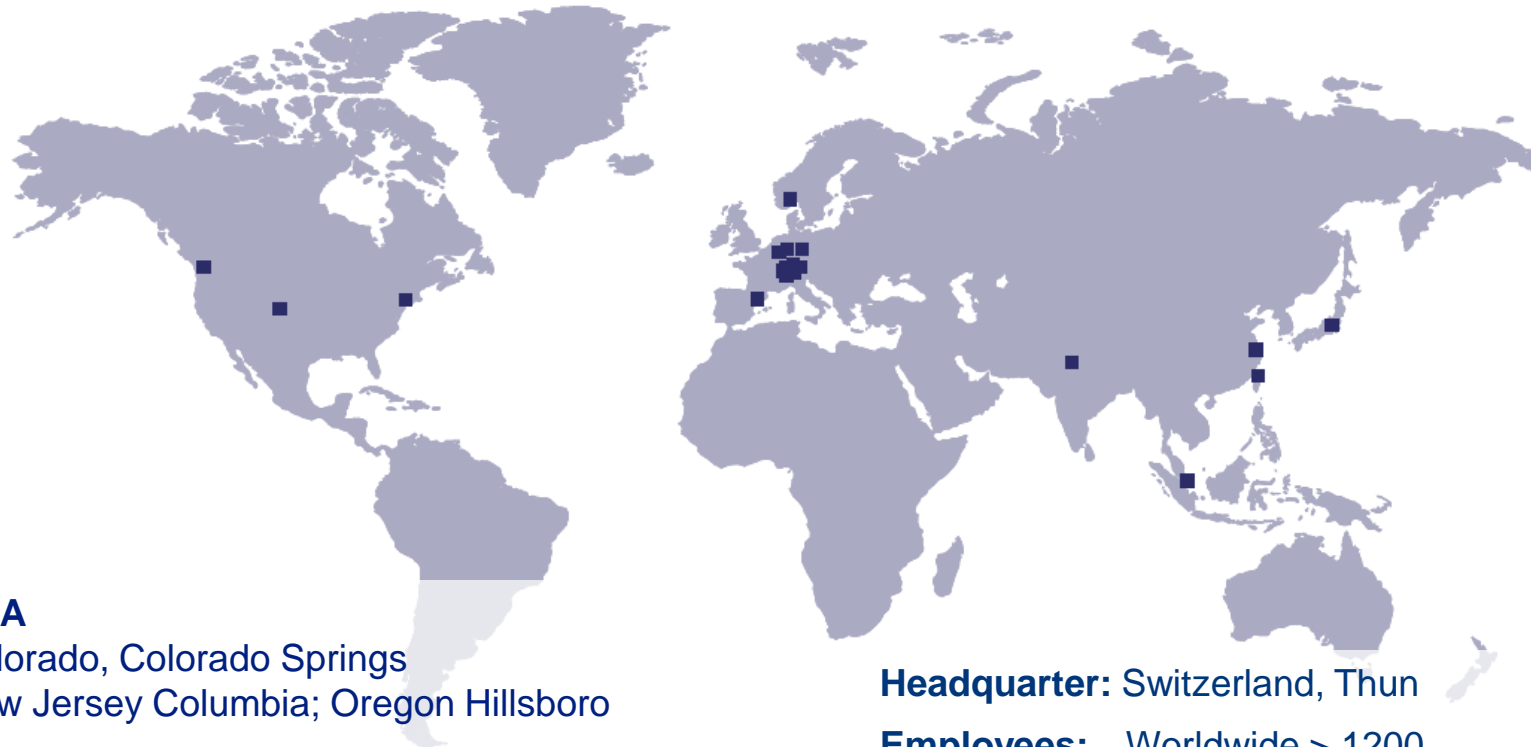 A
lorado, Colorado Springs
w Jersey Columbia; Oregon Hillsboro
Headquarter: Switzerland, Thun
Employees: Worldwide > 1200